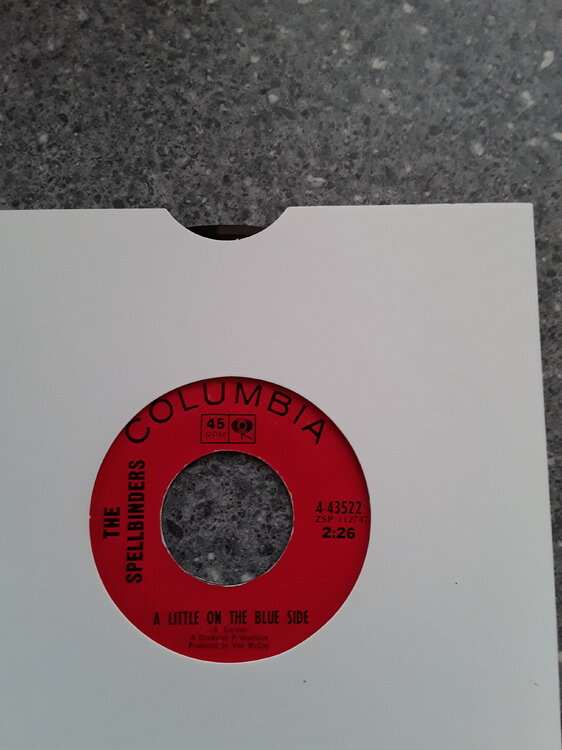 COLUMBIA
45
RPM
THE
SPELLBINDERS
4-43522
2:26
A LITTLE ON THE BLUE SIDE
A Production
Produced by Van McCoy